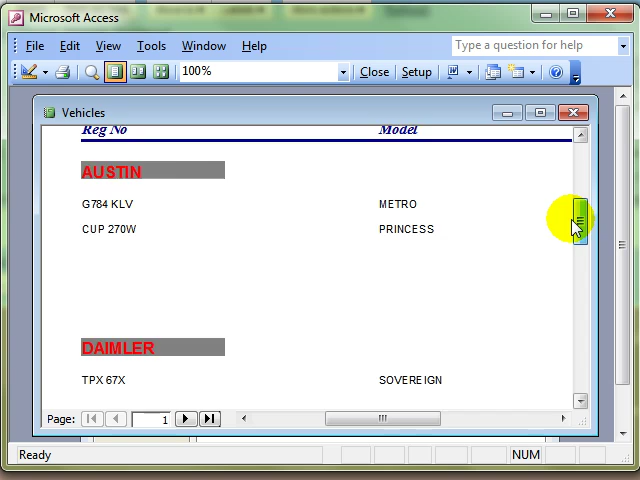 Microsoft Access
File Edit View Tools Window Help Type a question for help
100% Close Setup
Vehicles
Reg No Model
AUSTIN
G784 KLV METRO
CUP 270W PRINCESS
DAIMLER
TPX 67X SOVEREIGN
Page: 1
Ready NUM